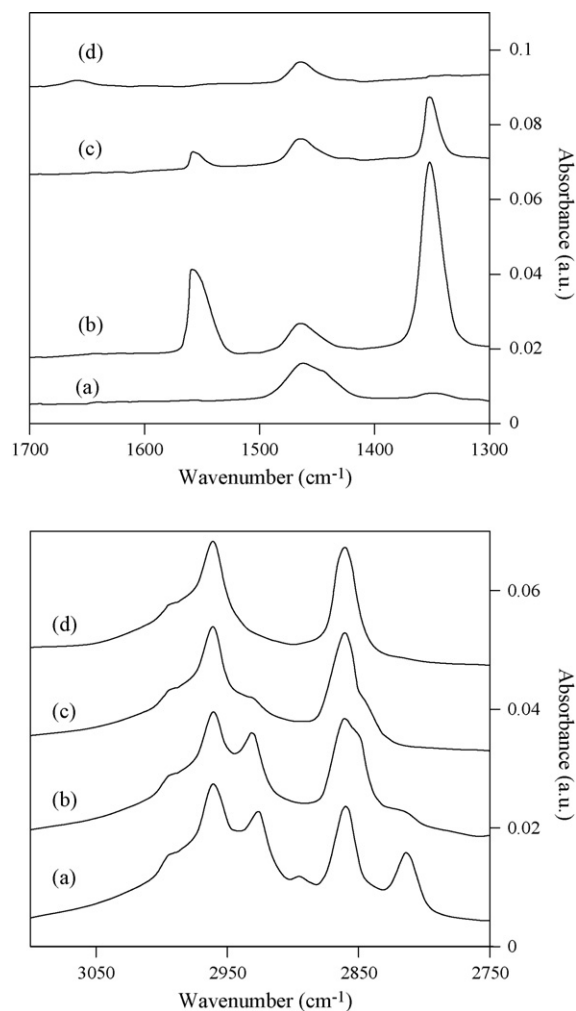 (d)
(c)
(b)
(a)
0.1
0.08
0.06
0.04
0.02
0
Absorbance (a.u.)
1700 1600 1500 1400 1300
Wavenumber (cm-1)
(d)
(c)
(b)
(a)
0.06
0.04
0.02
0
Absorbance (a.u.)
3050 2950 2850 2750
Wavenumber (cm-1)